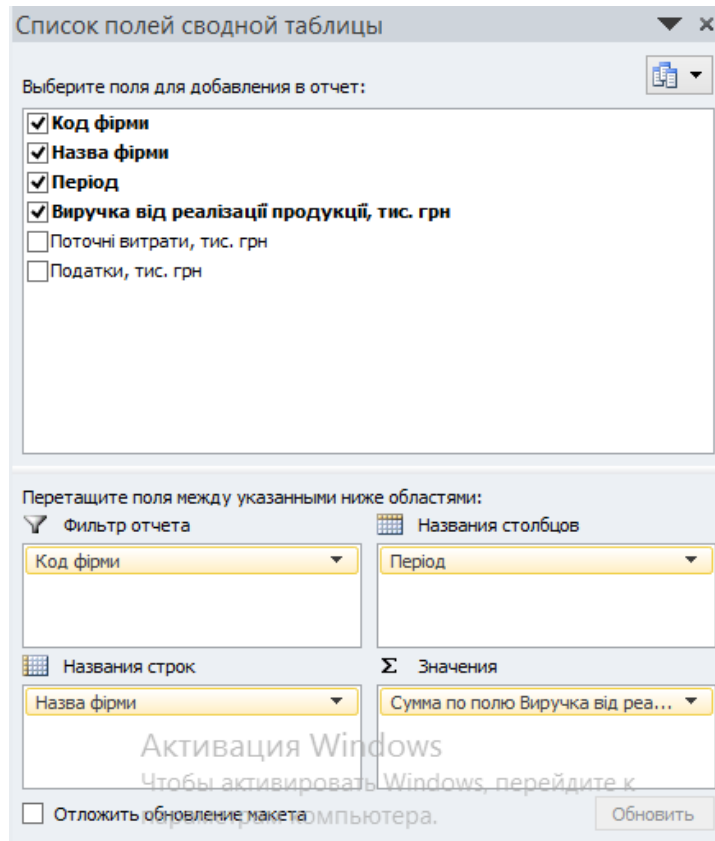 Список полей сводной таблицы
Выберите поля для добавления в отчет:
Код фірми
Назва фірми
Період
Виручка від реалізації продукції, тис. грн
Поточні витрати, тис. грн
Податки, тис. грн
Перетащите поля между указанными ниже областями:
Фильтр отчета
Названия столбцов
Код фірми
Період
Названия строк
Σ Значения
Назва фірми
Сумма по полю Виручка від реа...
Активация Windows
Чтобы активировать Windows, перейдите к
параметрам компьютера.
Отложить обновление макета
Обновить